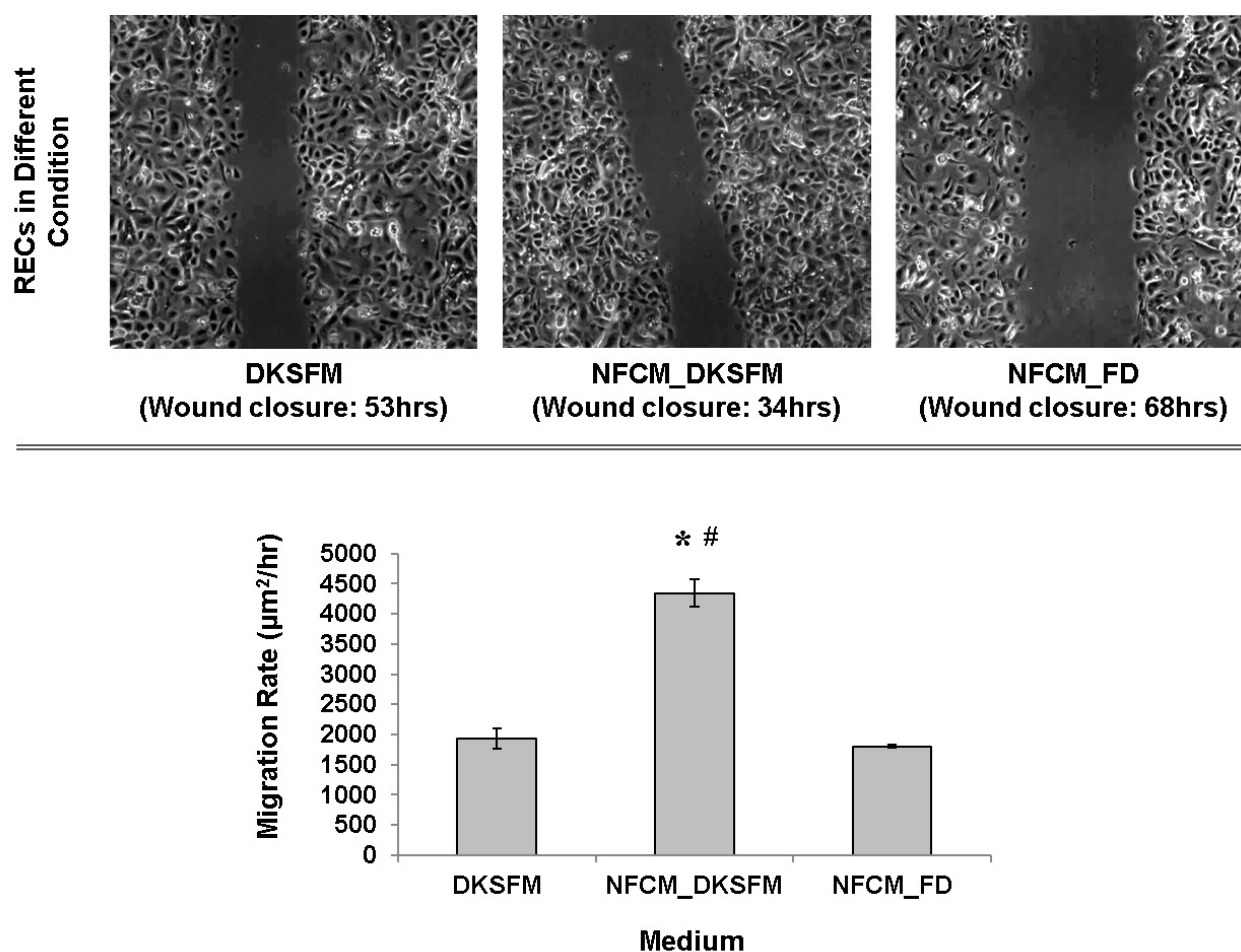 RECs in Different
Condition
DKSFM
(Wound closure: 53hrs)
NFCM_DKSFM
(Wound closure: 34hrs)
NFCM_FD
(Wound closure: 68hrs)
* #
Migration Rate (µm²/hr)
5000
4500
4000
3500
3000
2500
2000
1500
1000
500
0
DKSFM
NFCM_DKSFM
NFCM_FD
Medium